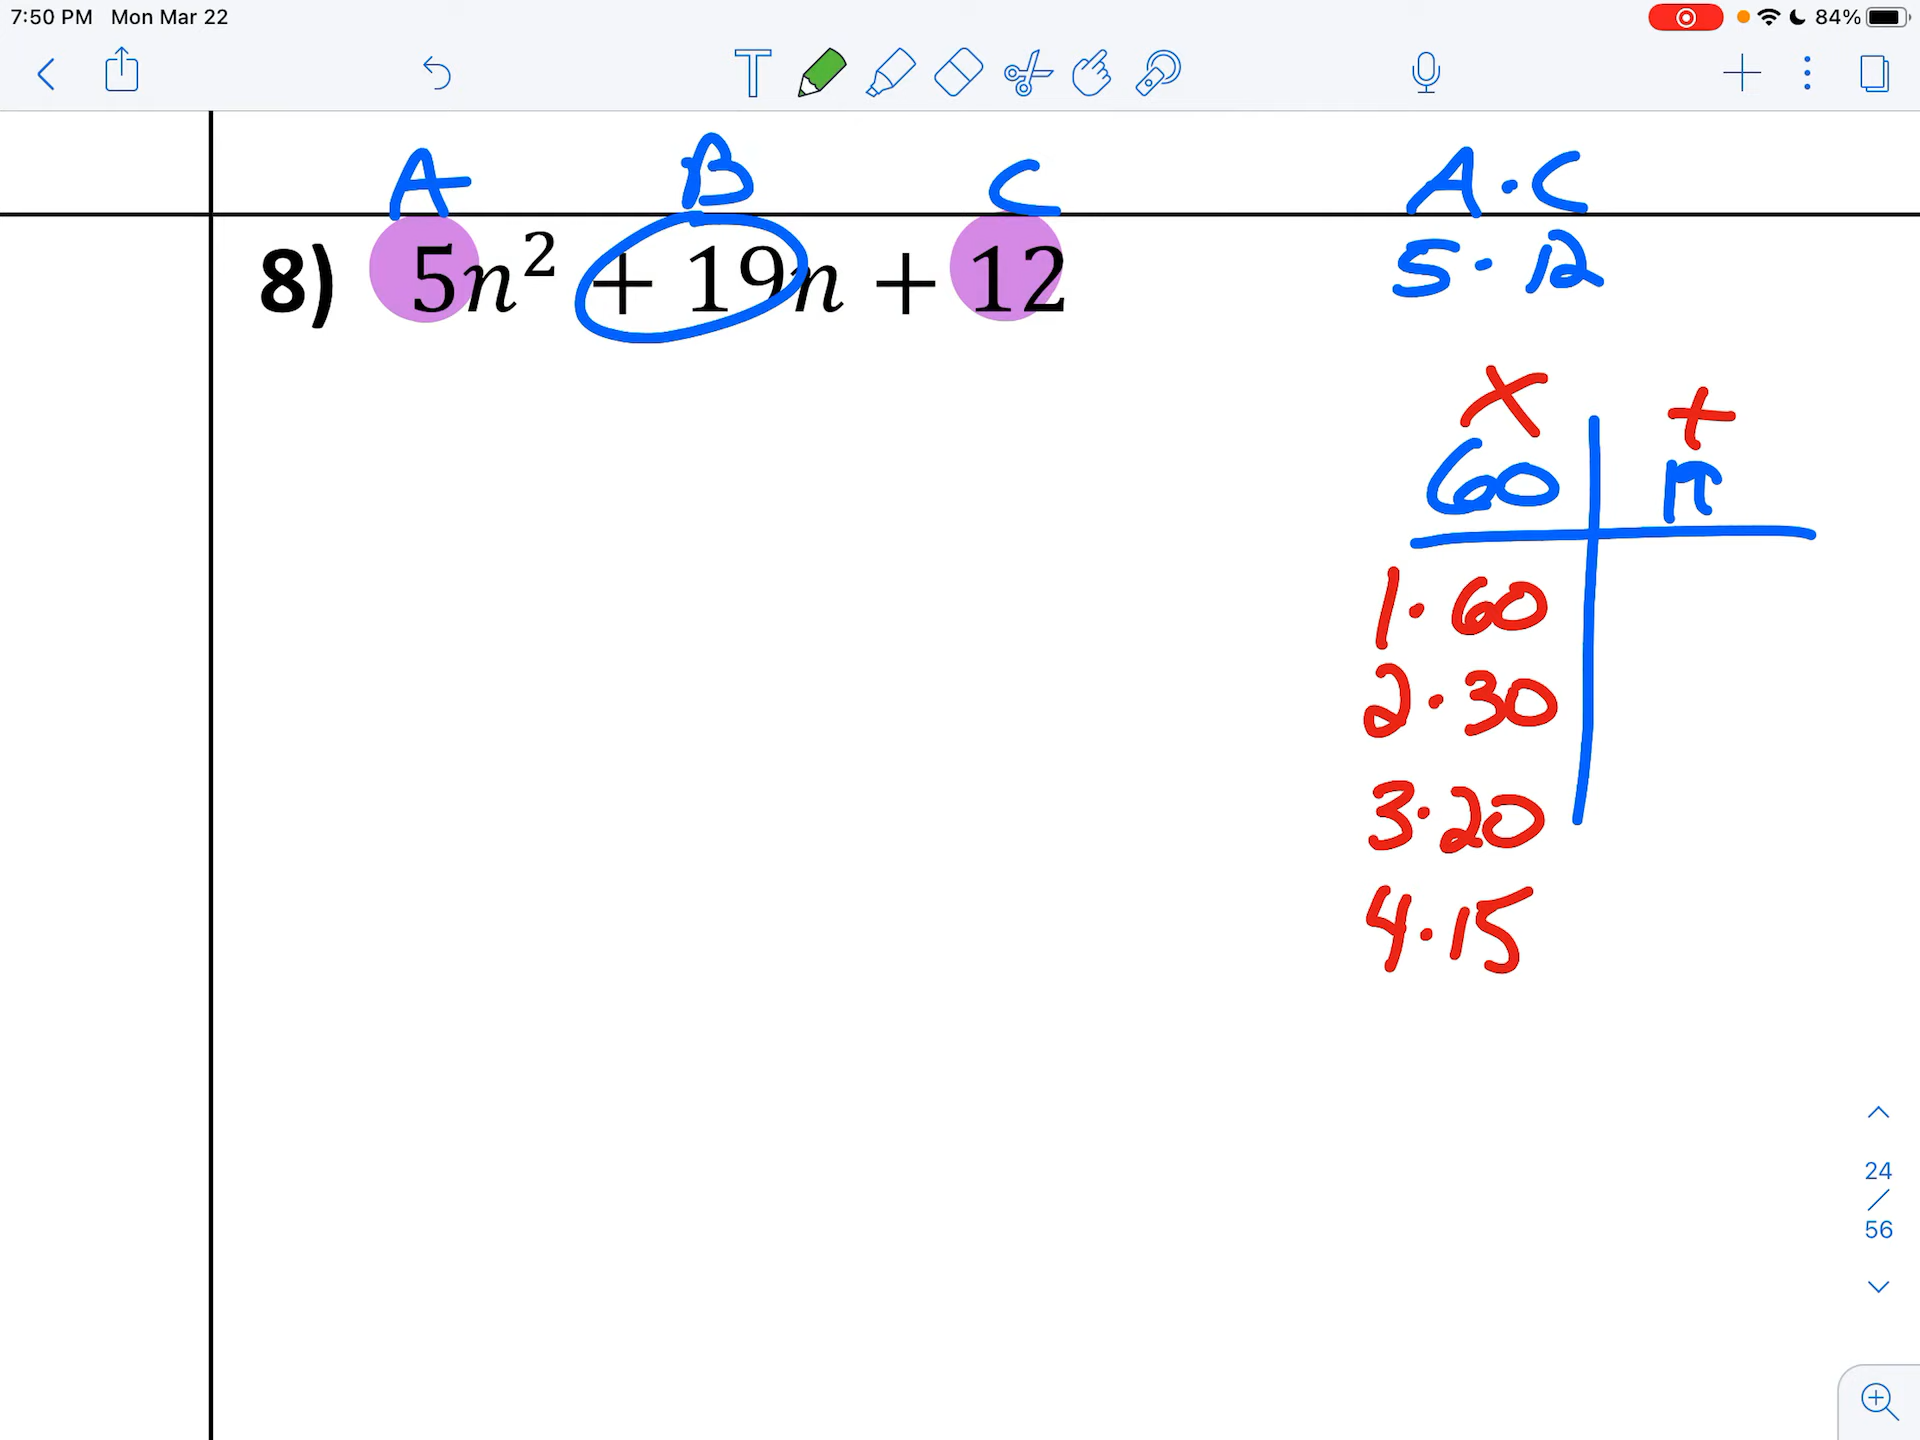 7:50 PM Mon Mar 22
84%
T
A B C A·C
8) 5n² + 19n + 12
5·12
× +
60
1·60
2·30
3·20
4·15
24
/
56